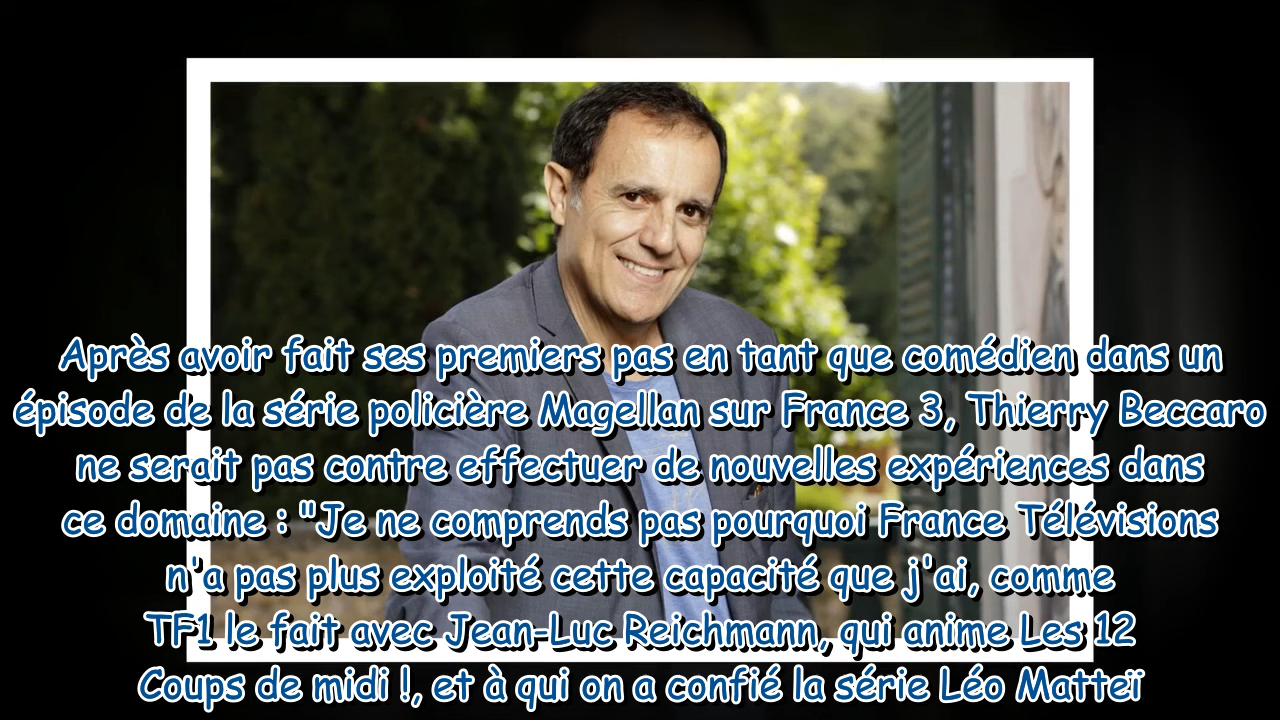 Après avoir fait ses premiers pas en tant que comédien dans un
épisode de la série policière Magellan sur France 3, Thierry Beccaro
ne serait pas contre effectuer de nouvelles expériences dans
ce domaine : "Je ne comprends pas pourquoi France Télévisions
n'a pas plus exploité cette capacité que j'ai, comme
TF1 le fait avec Jean-Luc Reichmann, qui anime Les 12
Coups de midi !, et à qui on a confié la série Léo Matteï